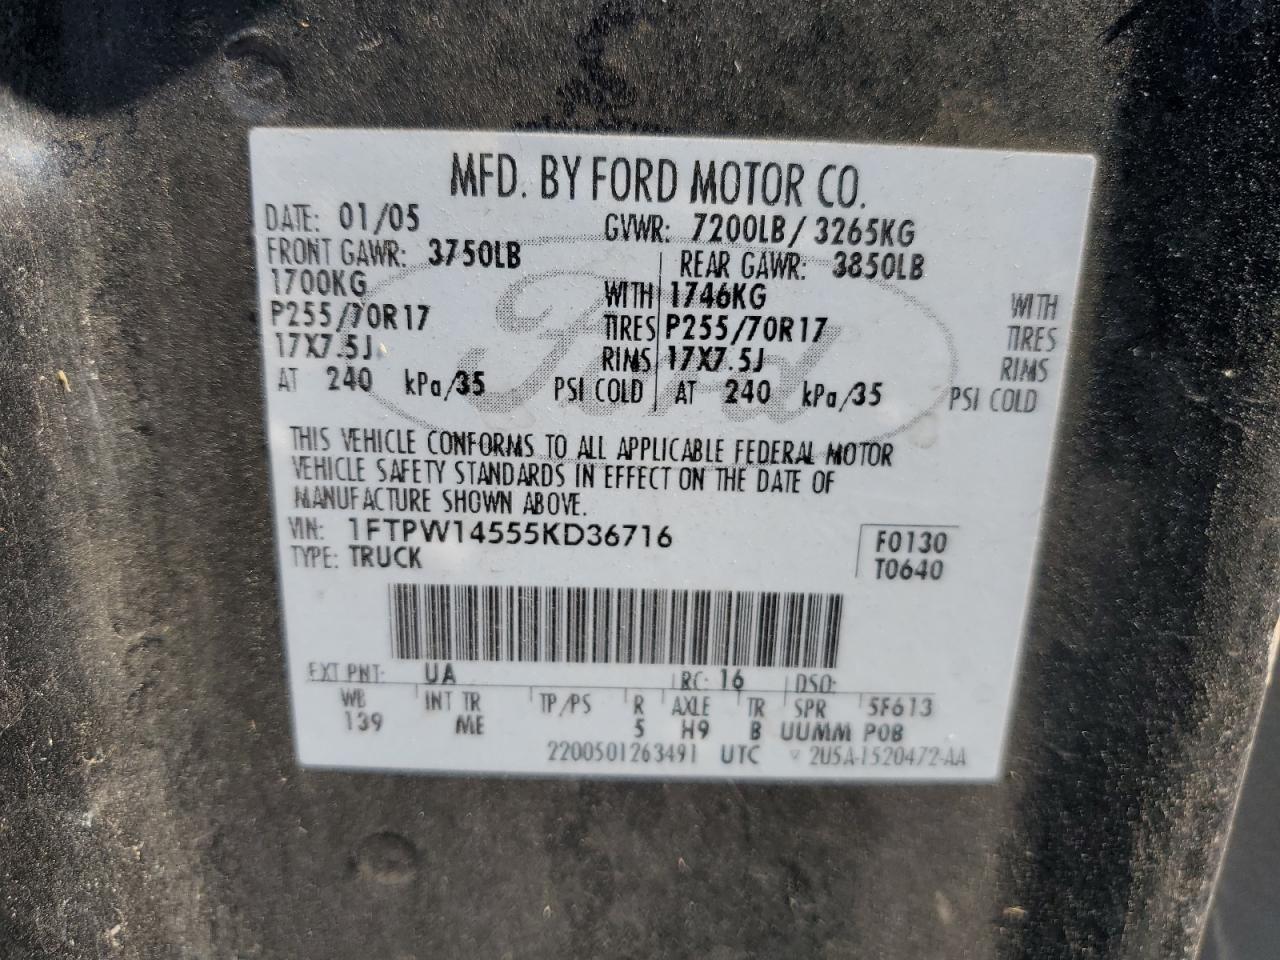 MFD. BY FORD MOTOR CO.
DATE: 01/05 GVWR: 7200LB/ 3265KG
FRONT GAWR: 3750LB REAR GAWR: 3850LB
1700KG WITH 1746KG WITH
P255/70R17 TIRES P255/70R17 TIRES
17X7.5J RIMS 17X7.5J RIMS
AT 240 kPa/35 PSI COLD AT 240 kPa/35 PSI COLD
Ford
THIS VEHICLE CONFORMS TO ALL APPLICABLE FEDERAL MOTOR
VEHICLE SAFETY STANDARDS IN EFFECT ON THE DATE OF
MANUFACTURE SHOWN ABOVE.
VIN: 1FTPW14555KD36716 F0130
TYPE: TRUCK T0640
EXT PNT: UA RC: 16 DSO:
WB INT TR TP/PS R AXLE TR SPR 5F613
139 ME 5 H9 B UUMM P0B
2200501263491 UTC 2U5A-1520472-AA